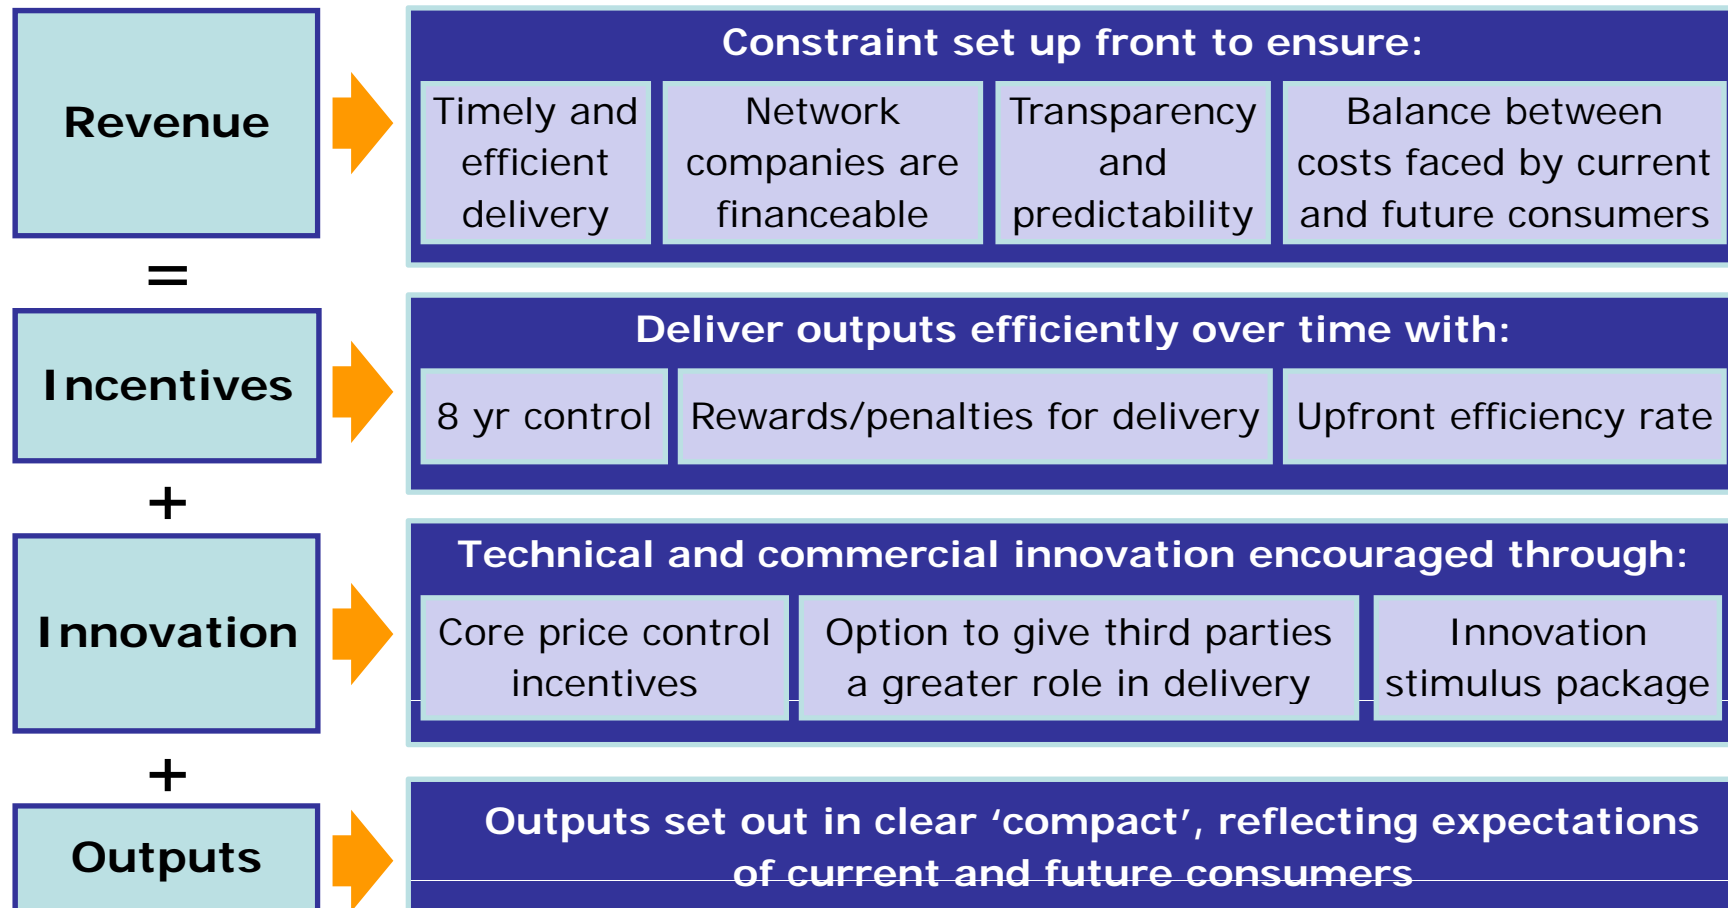 Revenue
Constraint set up front to ensure:
Timely and
efficient
delivery
Network
companies are
financeable
Transparency
and
predictability
Balance between
costs faced by current
and future consumers
=
Incentives
Deliver outputs efficiently over time with:
8 yr control
Rewards/penalties for delivery
Upfront efficiency rate
+
Innovation
Technical and commercial innovation encouraged through:
Core price control
incentives
Option to give third parties
a greater role in delivery
Innovation
stimulus package
+
Outputs
Outputs set out in clear ‘compact’, reflecting expectations
of current and future consumers